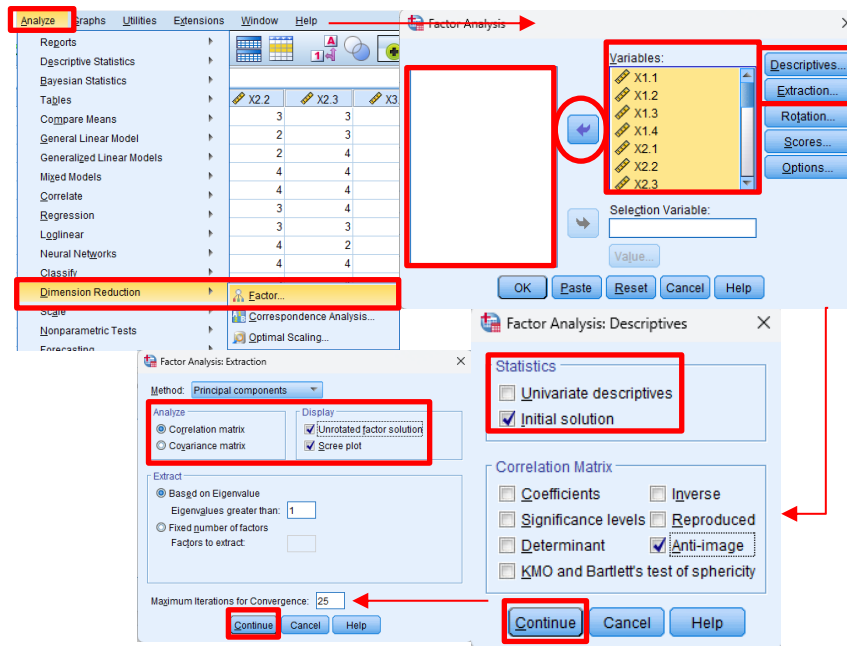 Analyze Graphs Utilities Extensions Window Help
Reports
Descriptive Statistics
Bayesian Statistics
Tables
Compare Means
General Linear Model
Generalized Linear Models
Mixed Models
Correlate
Regression
Loglinear
Neural Networks
Classify
Dimension Reduction
Scale
Nonparametric Tests
Forecasting
A
1 4
X2.2 X2.3 X3
3 3
2 3
2 4
4 4
4 4
3 4
3 3
4 2
4 4
Factor...
Correspondence Analysis...
Optimal Scaling...
Factor Analysis
Variables:
X1.1
X1.2
X1.3
X1.4
X2.1
X2.2
X2.3
Selection Variable:
Value...
Descriptives...
Extraction...
Rotation...
Scores...
Options...
OK Paste Reset Cancel Help
Factor Analysis: Extraction
Method: Principal components
Analyze
Correlation matrix
Covariance matrix
Display
Unrotated factor solution
Scree plot
Extract
Based on Eigenvalue
Eigenvalues greater than: 1
Fixed number of factors
Factors to extract:
Maximum Iterations for Convergence: 25
Continue Cancel Help
Factor Analysis: Descriptives
Statistics
Univariate descriptives
Initial solution
Correlation Matrix
Coefficients Inverse
Significance levels Reproduced
Determinant Anti-image
KMO and Bartlett's test of sphericity
Continue Cancel Help